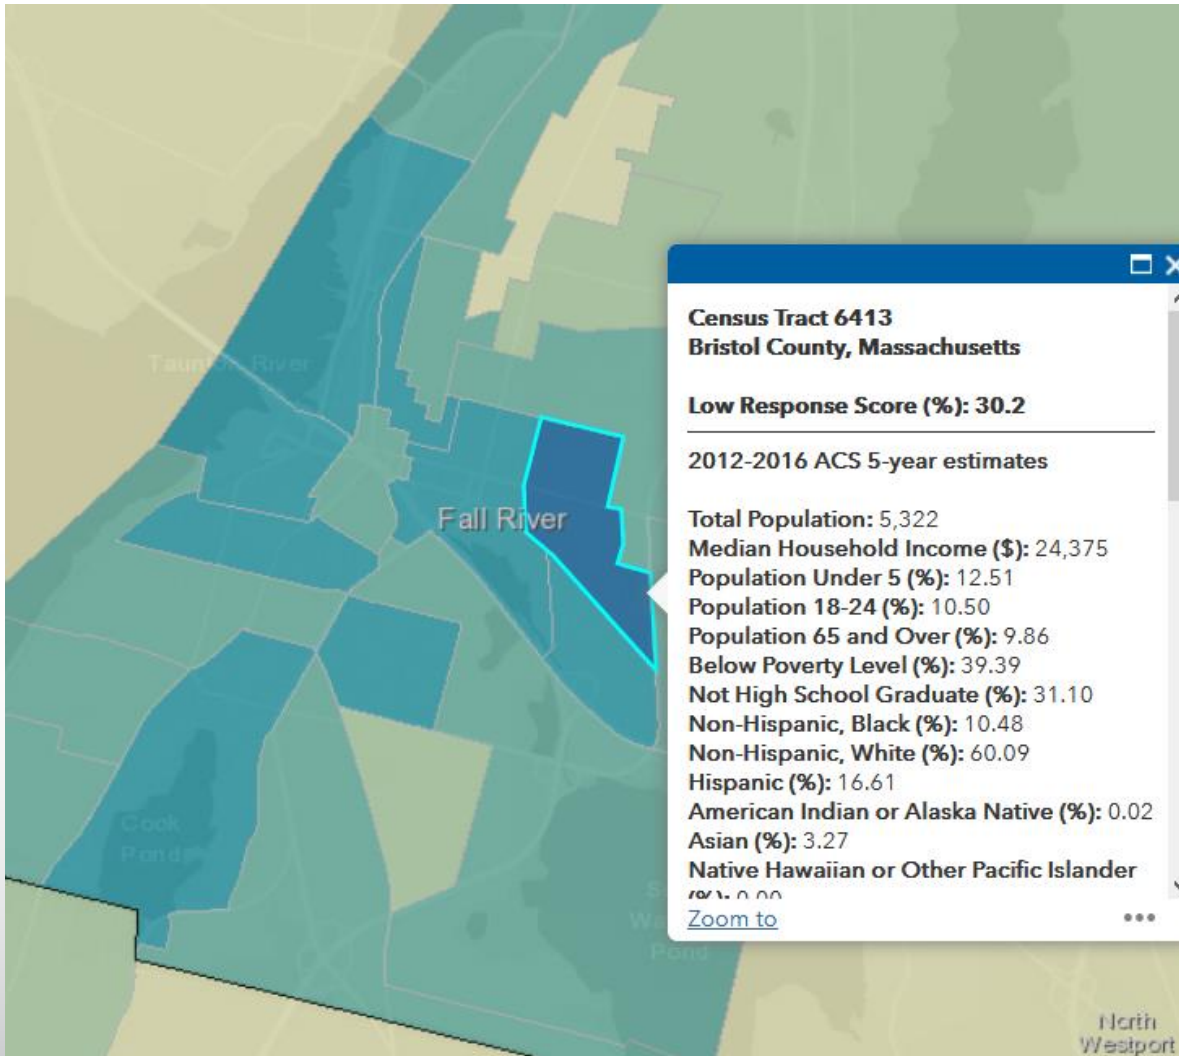 Taunton River
Fall River
Cook
Pond
Pond
North
Westport
Census Tract 6413
Bristol County, Massachusetts
Low Response Score (%): 30.2
2012-2016 ACS 5-year estimates
Total Population: 5,322
Median Household Income ($): 24,375
Population Under 5 (%): 12.51
Population 18-24 (%): 10.50
Population 65 and Over (%): 9.86
Below Poverty Level (%): 39.39
Not High School Graduate (%): 31.10
Non-Hispanic, Black (%): 10.48
Non-Hispanic, White (%): 60.09
Hispanic (%): 16.61
American Indian or Alaska Native (%): 0.02
Asian (%): 3.27
Native Hawaiian or Other Pacific Islander
(%): 0.00
Zoom to